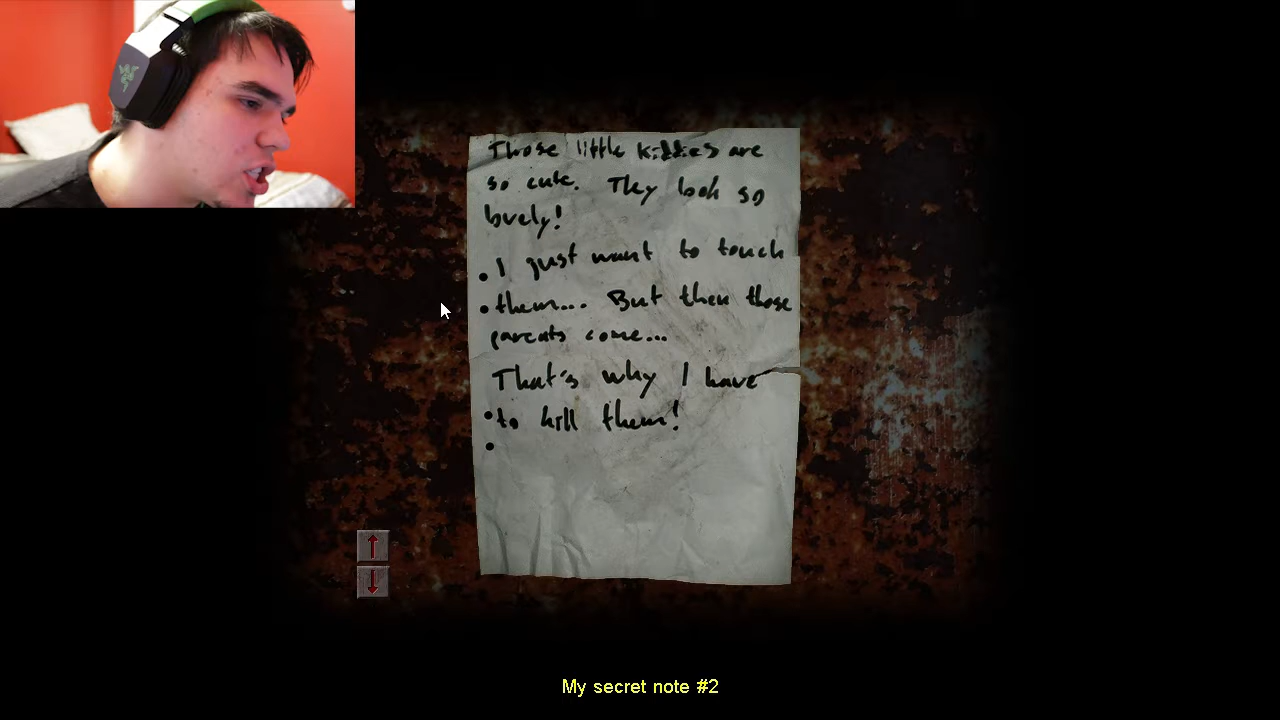 Those little kiddies are
so cute. They look so
lovely!
I just want to touch
them... But then those
parents come...
That's why I have
to kill them!
My secret note #2